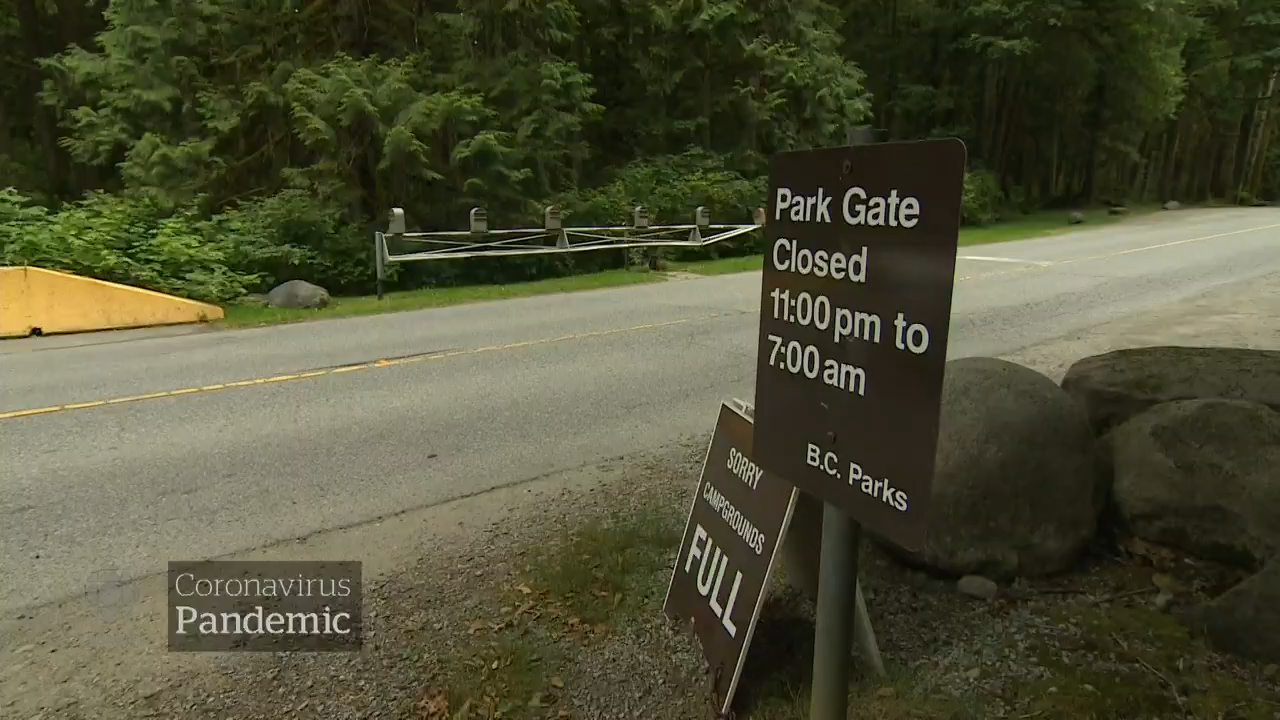 Park Gate
Closed
11:00 pm to
7:00 am
B.C. Parks
SORRY
CAMPGROUNDS
FULL
Coronavirus
Pandemic